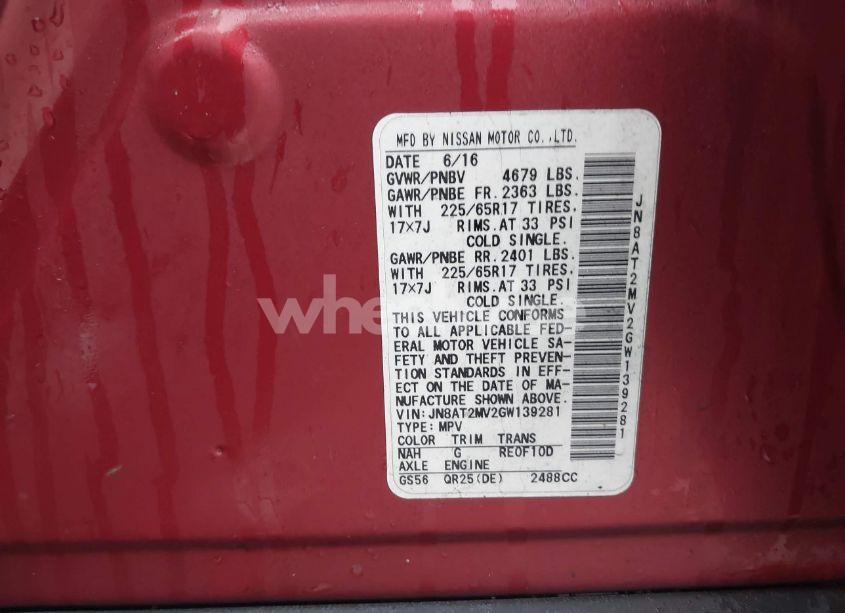 MFD BY NISSAN MOTOR CO.,LTD.
DATE 6/16
GVWR/PNBV 4679 LBS.
GAWR/PNBE FR. 2363 LBS.
WITH 225/65R17 TIRES.
17×7J RIMS.AT 33 PSI
COLD SINGLE.
GAWR/PNBE RR. 2401 LBS.
WITH 225/65R17 TIRES.
17×7J RIMS.AT 33 PSI
COLD SINGLE.
THIS VEHICLE CONFORMS
TO ALL APPLICABLE FED-
ERAL MOTOR VEHICLE SA-
FETY AND THEFT PREVEN-
TION STANDARDS IN EFF-
ECT ON THE DATE OF MA-
NUFACTURE SHOWN ABOVE.
VIN:JN8AT2MV2GW139281
TYPE:MPV
COLOR TRIM TRANS
NAH G RE0F10D
AXLE ENGINE
GS56 QR25(DE) 2488CC
JN8AT2MV2GW139281